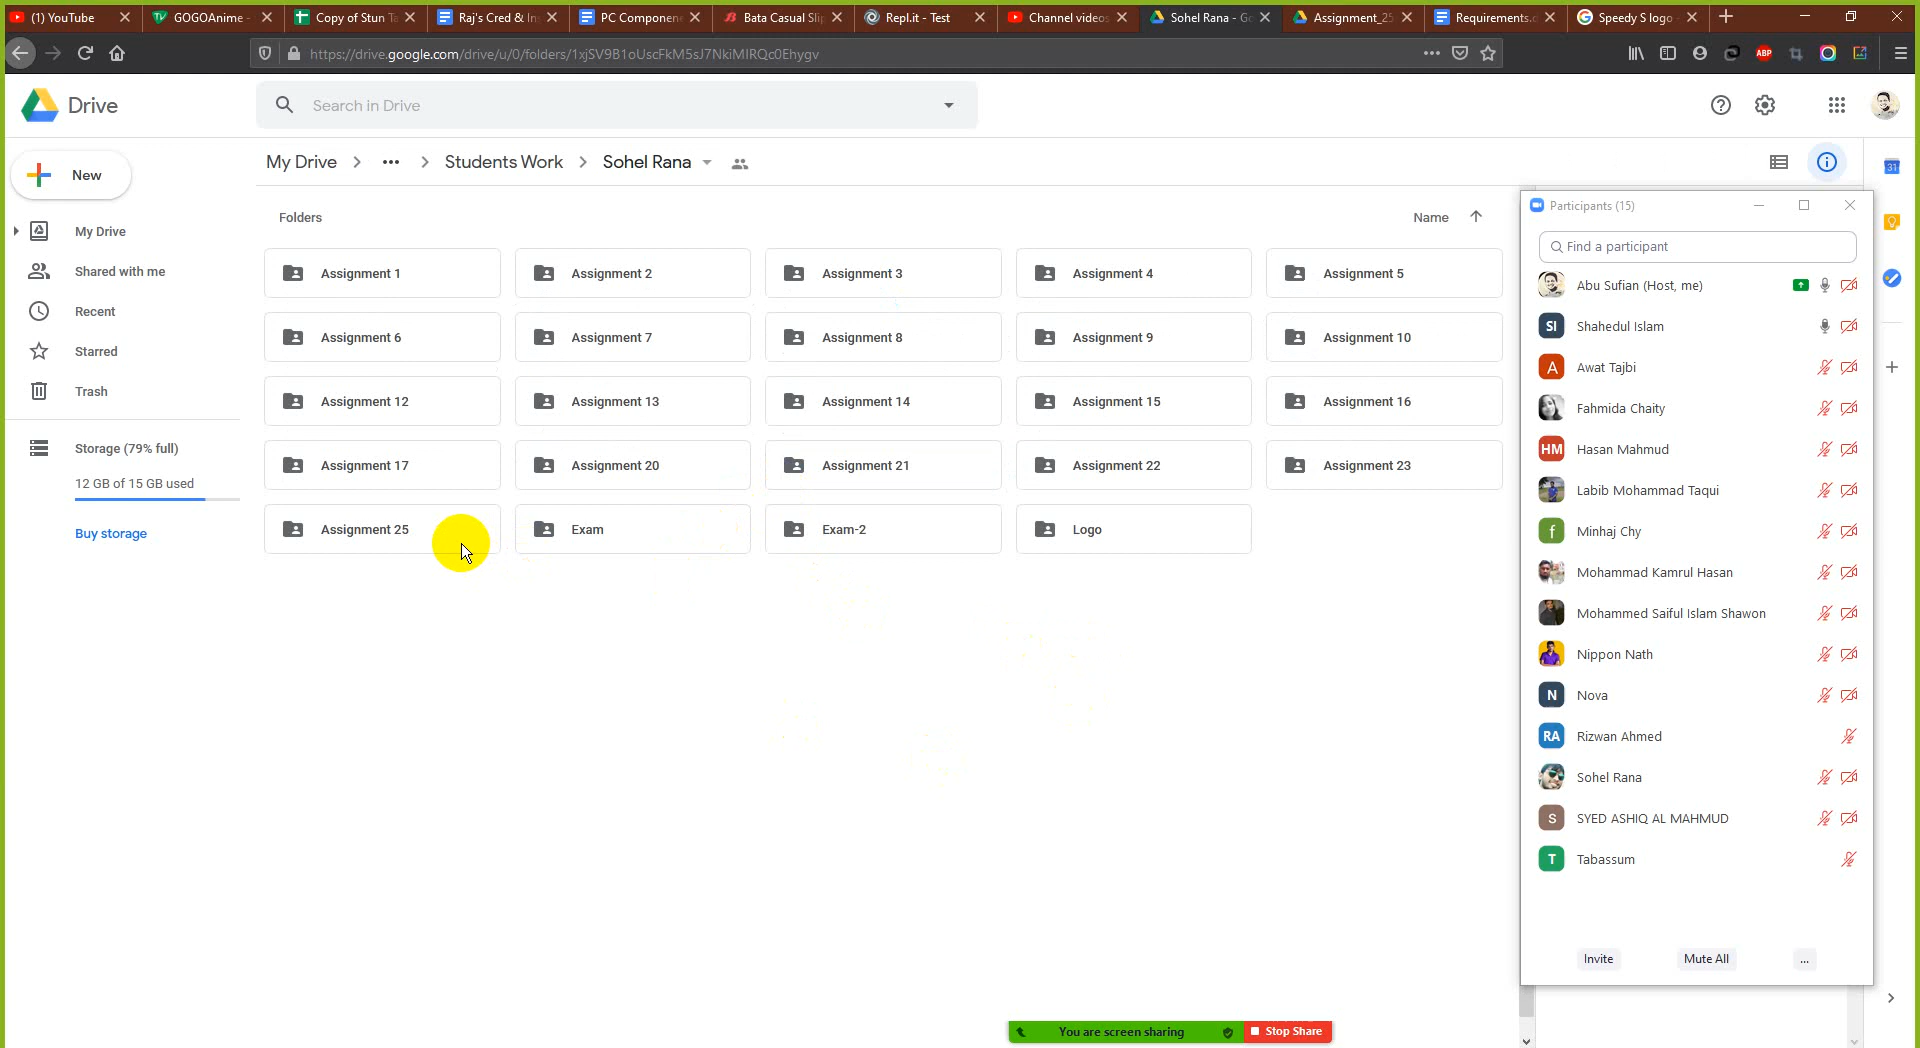 (1) YouTube
GOGOAnime -
Copy of Stun Ta
Raj's Cred & In
PC Componen
Bata Casual Slip
Repl.it - Test
Channel videos
Sohel Rana - Go
Assignment_25
Requirements.d
Speedy S logo
https://drive.google.com/drive/u/0/folders/1xjSV9B1oUscFkM5sJ7NkiMIRQc0Ehygv
ABP
Drive
Search in Drive
My Drive
Students Work
Sohel Rana
New
My Drive
Shared with me
Recent
Starred
Trash
Storage (79% full)
12 GB of 15 GB used
Buy storage
Folders
Name
Assignment 1
Assignment 2
Assignment 3
Assignment 4
Assignment 5
Assignment 6
Assignment 7
Assignment 8
Assignment 9
Assignment 10
Assignment 12
Assignment 13
Assignment 14
Assignment 15
Assignment 16
Assignment 17
Assignment 20
Assignment 21
Assignment 22
Assignment 23
Assignment 25
Exam
Exam-2
Logo
31
Participants (15)
Find a participant
Abu Sufian (Host, me)
SI Shahedul Islam
A Awat Tajbi
Fahmida Chaity
HM Hasan Mahmud
Labib Mohammad Taqui
f Minhaj Chy
Mohammad Kamrul Hasan
Mohammed Saiful Islam Shawon
Nippon Nath
N Nova
RA Rizwan Ahmed
Sohel Rana
S SYED ASHIQ AL MAHMUD
T Tabassum
Invite
Mute All
...
You are screen sharing
Stop Share